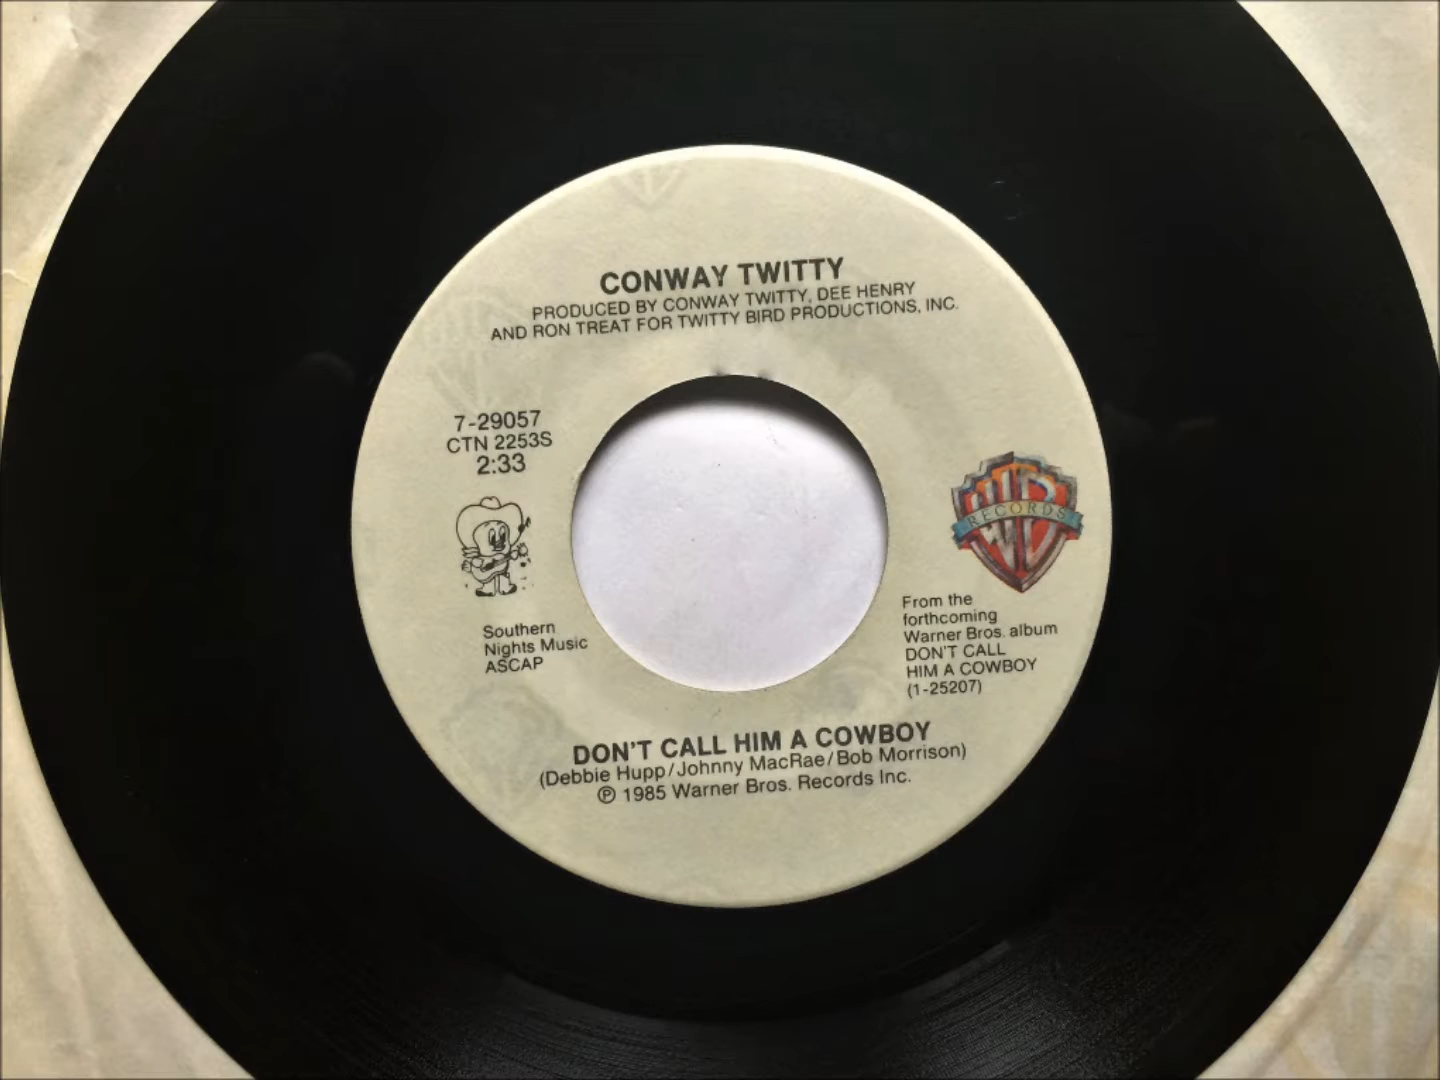 CONWAY TWITTY
PRODUCED BY CONWAY TWITTY, DEE HENRY
AND RON TREAT FOR TWITTY BIRD PRODUCTIONS, INC.
7-29057
CTN 2253S
2:33
Southern
Nights Music
ASCAP
RECORDS
From the
forthcoming
Warner Bros. album
DON'T CALL
HIM A COWBOY
(1-25207)
DON'T CALL HIM A COWBOY
(Debbie Hupp/Johnny MacRae/Bob Morrison)
℗ 1985 Warner Bros. Records Inc.